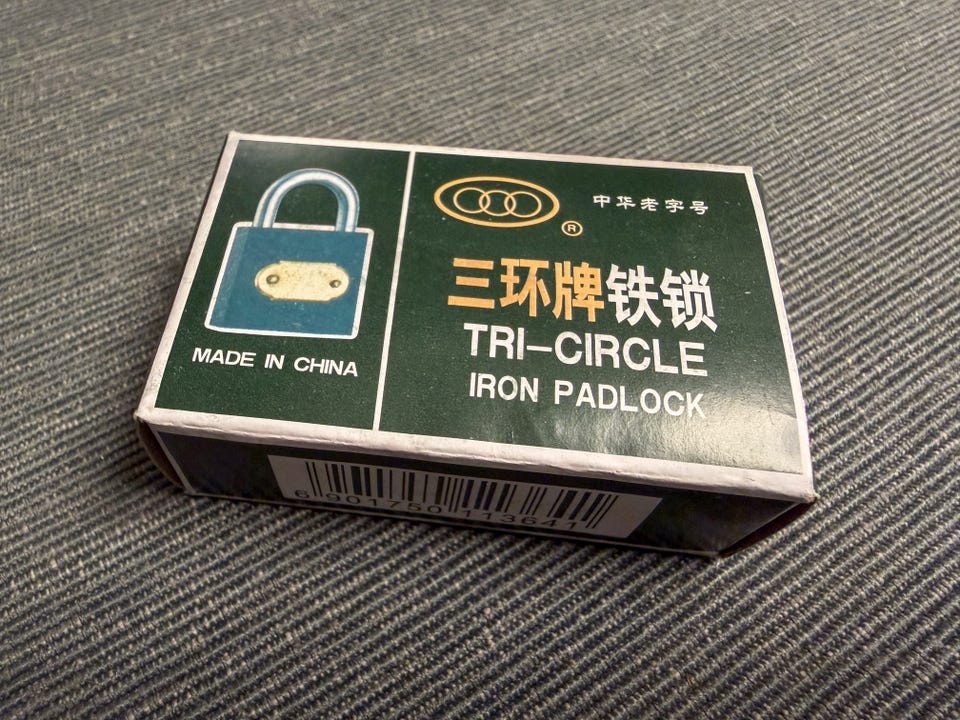 中华老字号
®
三环牌铁锁
TRI-CIRCLE
IRON PADLOCK
MADE IN CHINA
6 901750 113641